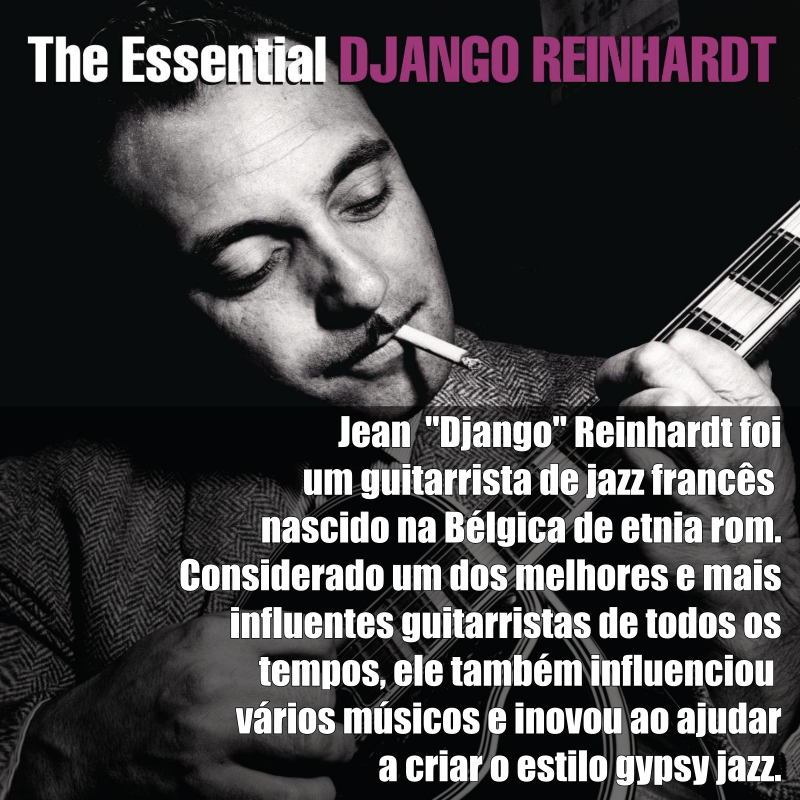 The Essential DJANGO REINHARDT
Jean "Django" Reinhardt foi
um guitarrista de jazz francês
nascido na Bélgica de etnia rom.
Considerado um dos melhores e mais
influentes guitarristas de todos os
tempos, ele também influenciou
vários músicos e inovou ao ajudar
a criar o estilo gypsy jazz.